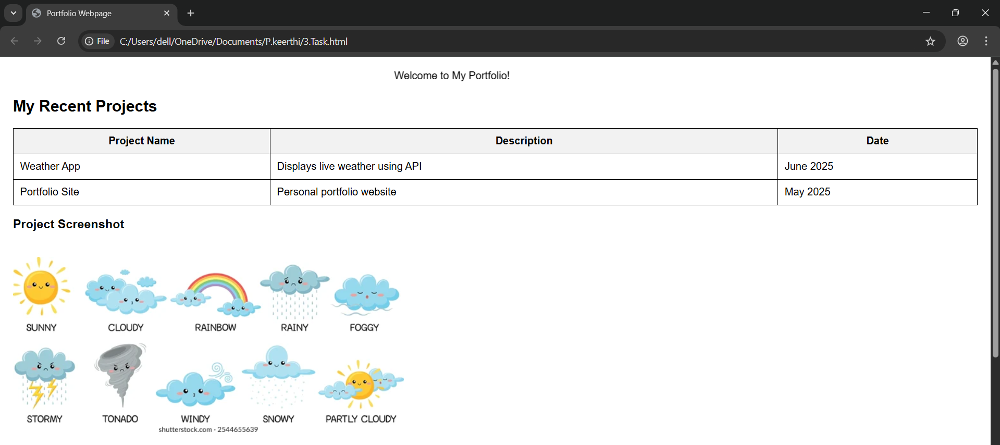 Portfolio Webpage
File C:/Users/dell/OneDrive/Documents/P.keerthi/3.Task.html
Welcome to My Portfolio!
My Recent Projects
Project Name Description Date
Weather App Displays live weather using API June 2025
Portfolio Site Personal portfolio website May 2025
Project Screenshot
SUNNY CLOUDY RAINBOW RAINY FOGGY
STORMY TONADO WINDY SNOWY PARTLY CLOUDY
shutterstock.com · 2544655639